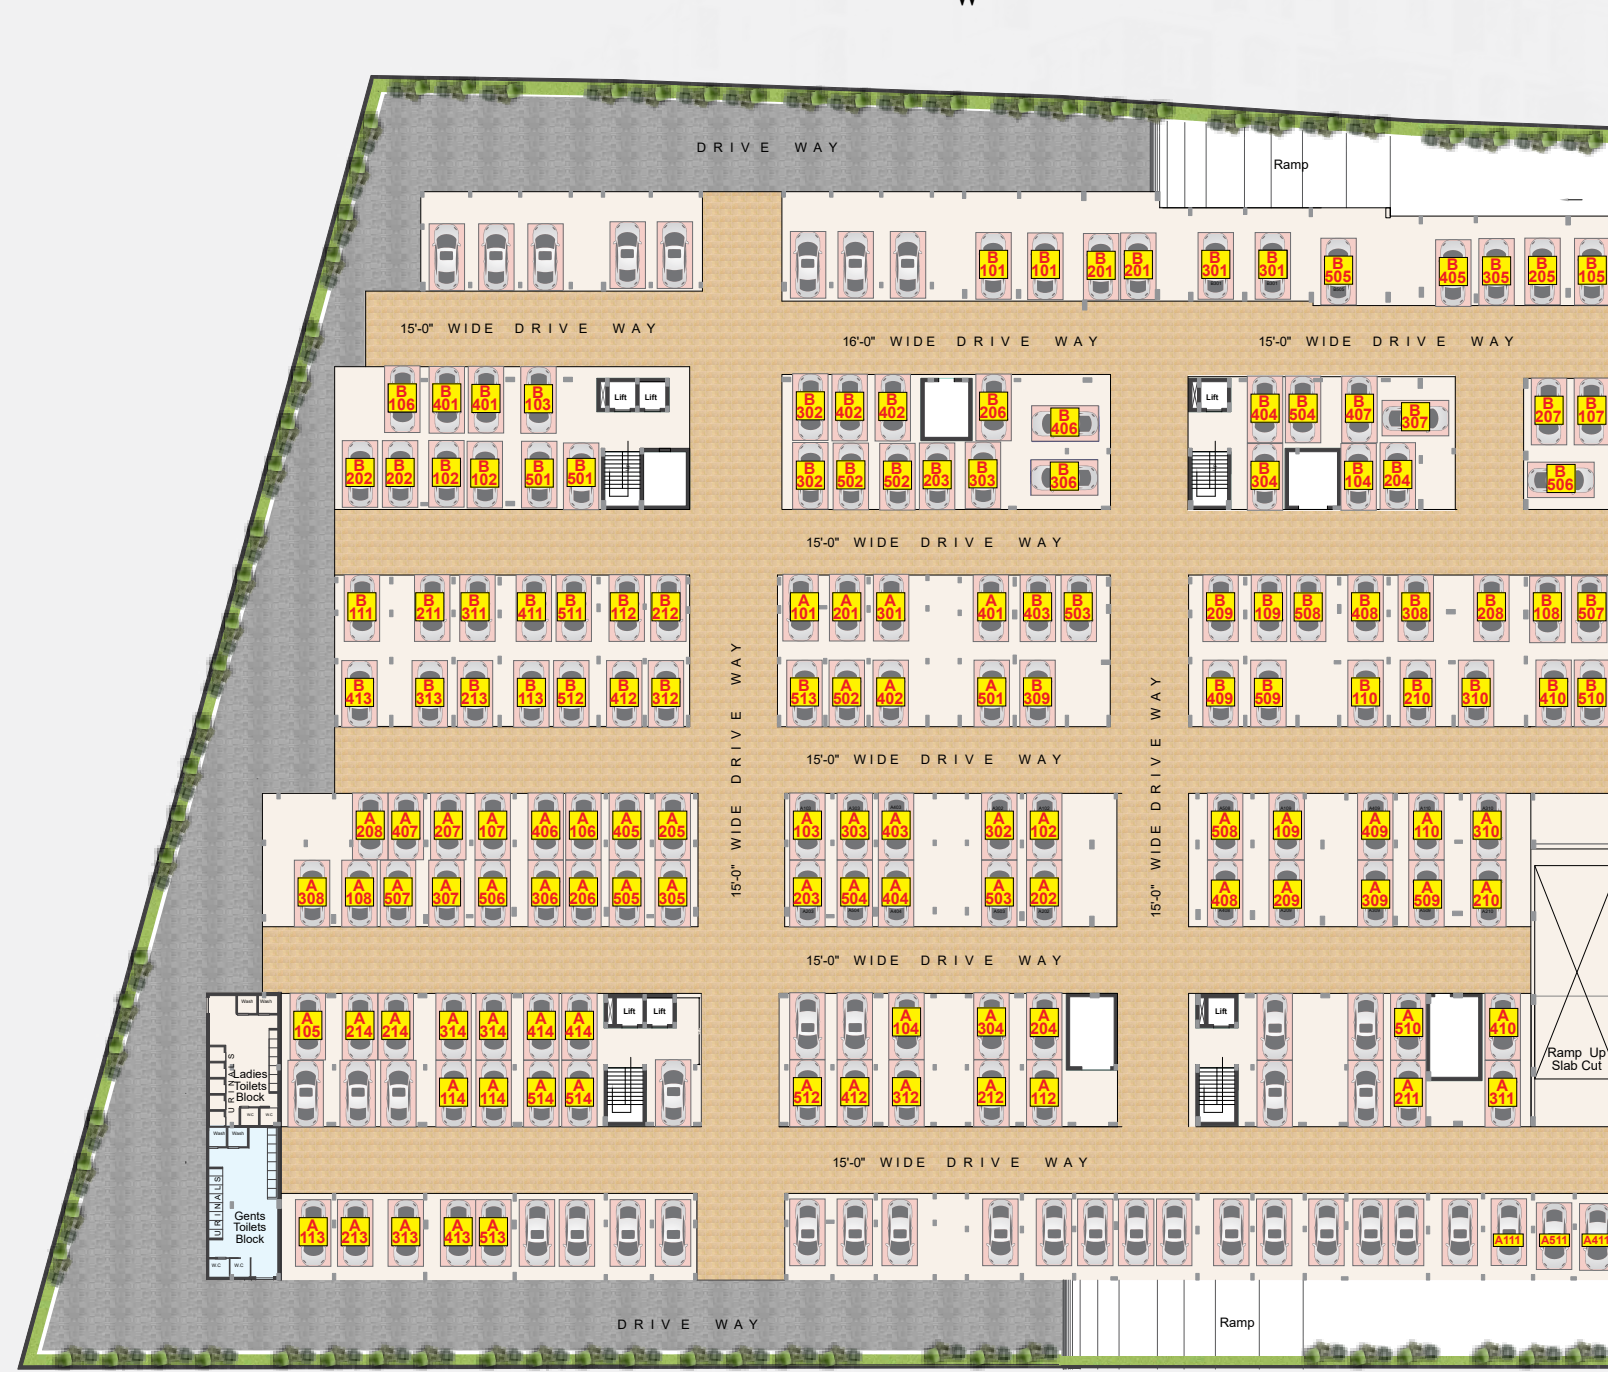 DRIVE WAY
Ramp
B 101
B 101
B 201
B 201
B 301
B 301
B 505
B 405
B 305
B 205
B 105
15'-0" WIDE DRIVE WAY
16'-0" WIDE DRIVE WAY
15'-0" WIDE DRIVE WAY
B 106
B 401
B 401
B 103
Lift
Lift
B 302
B 402
B 402
B 206
B 406
Lift
B 404
B 504
B 407
B 307
B 207
B 107
B 202
B 202
B 102
B 102
B 501
B 501
B 302
B 502
B 502
B 203
B 303
B 306
B 304
B 104
B 204
B 506
15'-0" WIDE DRIVE WAY
B 111
B 211
B 311
B 411
B 511
B 112
B 212
A 101
A 201
A 301
A 401
B 403
B 503
B 209
B 109
B 508
B 408
B 308
B 208
B 108
B 507
B 413
B 313
B 213
B 113
B 512
B 412
B 312
B 513
A 502
A 402
A 501
B 309
B 409
B 509
B 110
B 210
B 310
B 410
B 510
15'-0" WIDE DRIVE WAY
15'-0" WIDE DRIVE WAY
15'-0" WIDE DRIVE WAY
A 208
A 407
A 207
A 107
A 406
A 106
A 405
A 205
A 103
A 303
A 403
A 302
A 102
A 508
A 109
A 409
A 110
A 310
A 308
A 108
A 507
A 307
A 506
A 306
A 206
A 505
A 305
A 203
A 504
A 404
A 503
A 202
A 408
A 209
A 309
A 509
A 210
15'-0" WIDE DRIVE WAY
Wash
Wash
A 105
A 214
A 214
A 314
A 314
A 414
A 414
Lift
Lift
A 104
A 304
A 204
Lift
A 510
A 410
URINALS
Ladies
Toilets
Block
W.C
W.C
A 114
A 114
A 514
A 514
A 512
A 412
A 312
A 212
A 112
A 211
A 311
Ramp Up
Slab Cut
Wash
Wash
15'-0" WIDE DRIVE WAY
URINALS
Gents
Toilets
Block
W.C
W.C
A 113
A 213
A 313
A 413
A 513
A111
A511
A411
DRIVE WAY
Ramp